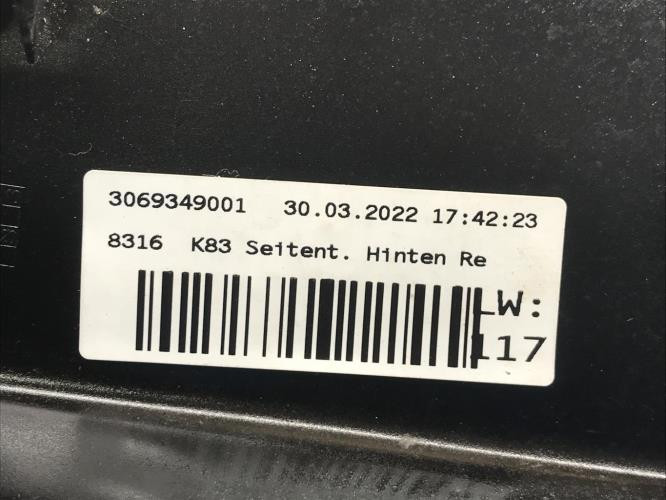 3069349001 30.03.2022 17:42:23
8316 K83 Seitent. Hinten Re
LW:
117